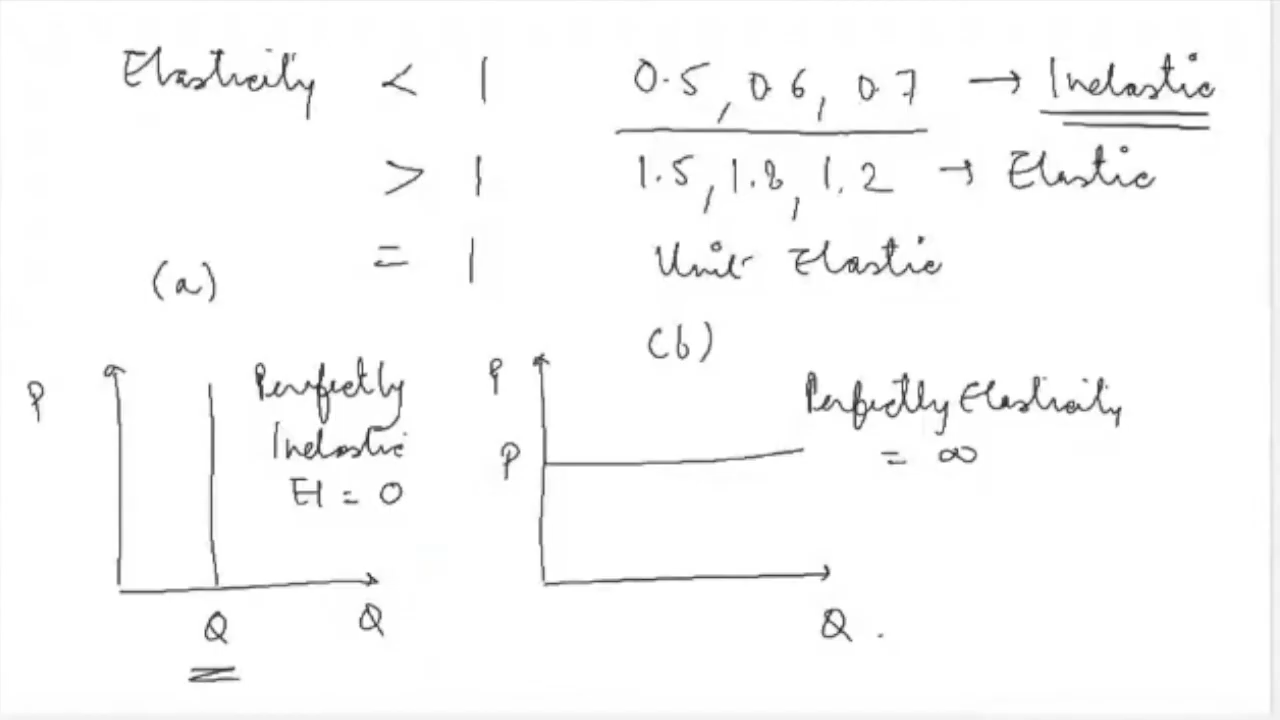 Elasticity < 1 0.5, 0.6, 0.7 → Inelastic
> 1 1.5, 1.8, 1.2 → Elastic
= 1 Unit Elastic
(a)
(b)
P
Perfectly
Inelastic
El = 0
Q
Q
P
P
Perfectly Elasticity
= ∞
Q .